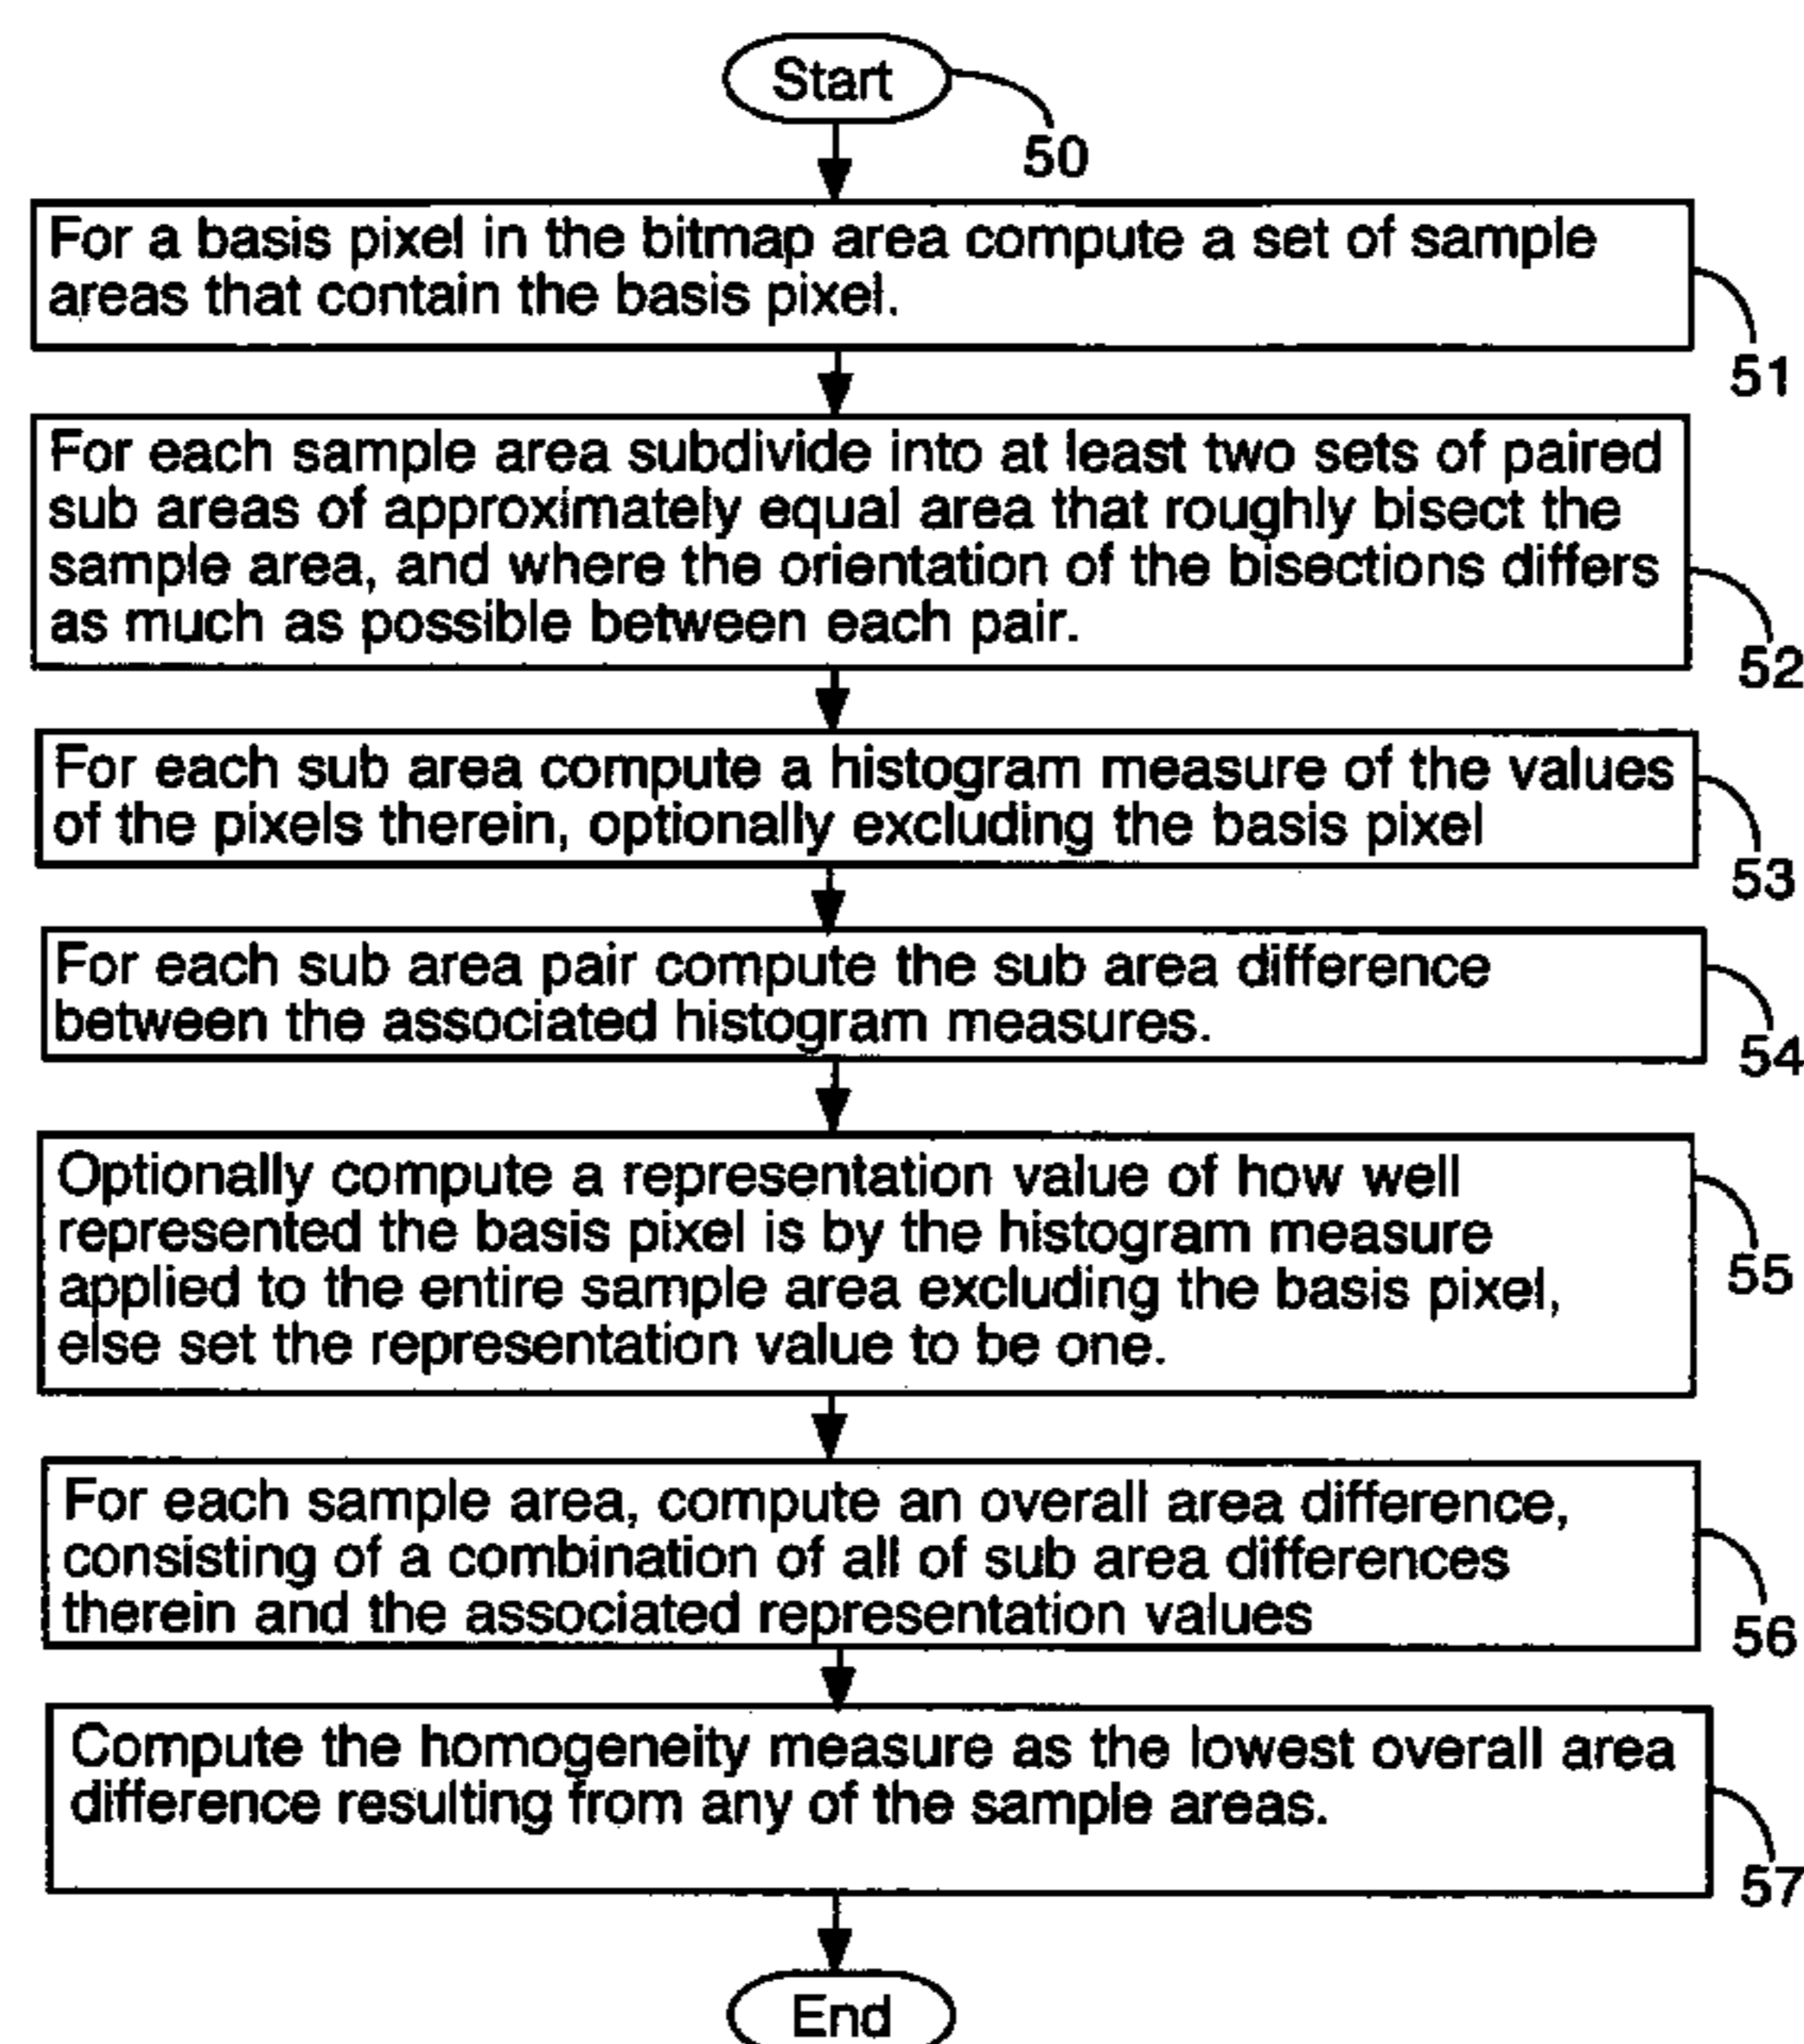 Start
50
For a basis pixel in the bitmap area compute a set of sample
areas that contain the basis pixel.
51
For each sample area subdivide into at least two sets of paired
sub areas of approximately equal area that roughly bisect the
sample area, and where the orientation of the bisections differs
as much as possible between each pair.
52
For each sub area compute a histogram measure of the values
of the pixels therein, optionally excluding the basis pixel
53
For each sub area pair compute the sub area difference
between the associated histogram measures.
54
Optionally compute a representation value of how well
represented the basis pixel is by the histogram measure
applied to the entire sample area excluding the basis pixel,
else set the representation value to be one.
55
For each sample area, compute an overall area difference,
consisting of a combination of all of sub area differences
therein and the associated representation values
56
Compute the homogeneity measure as the lowest overall area
difference resulting from any of the sample areas.
57
End